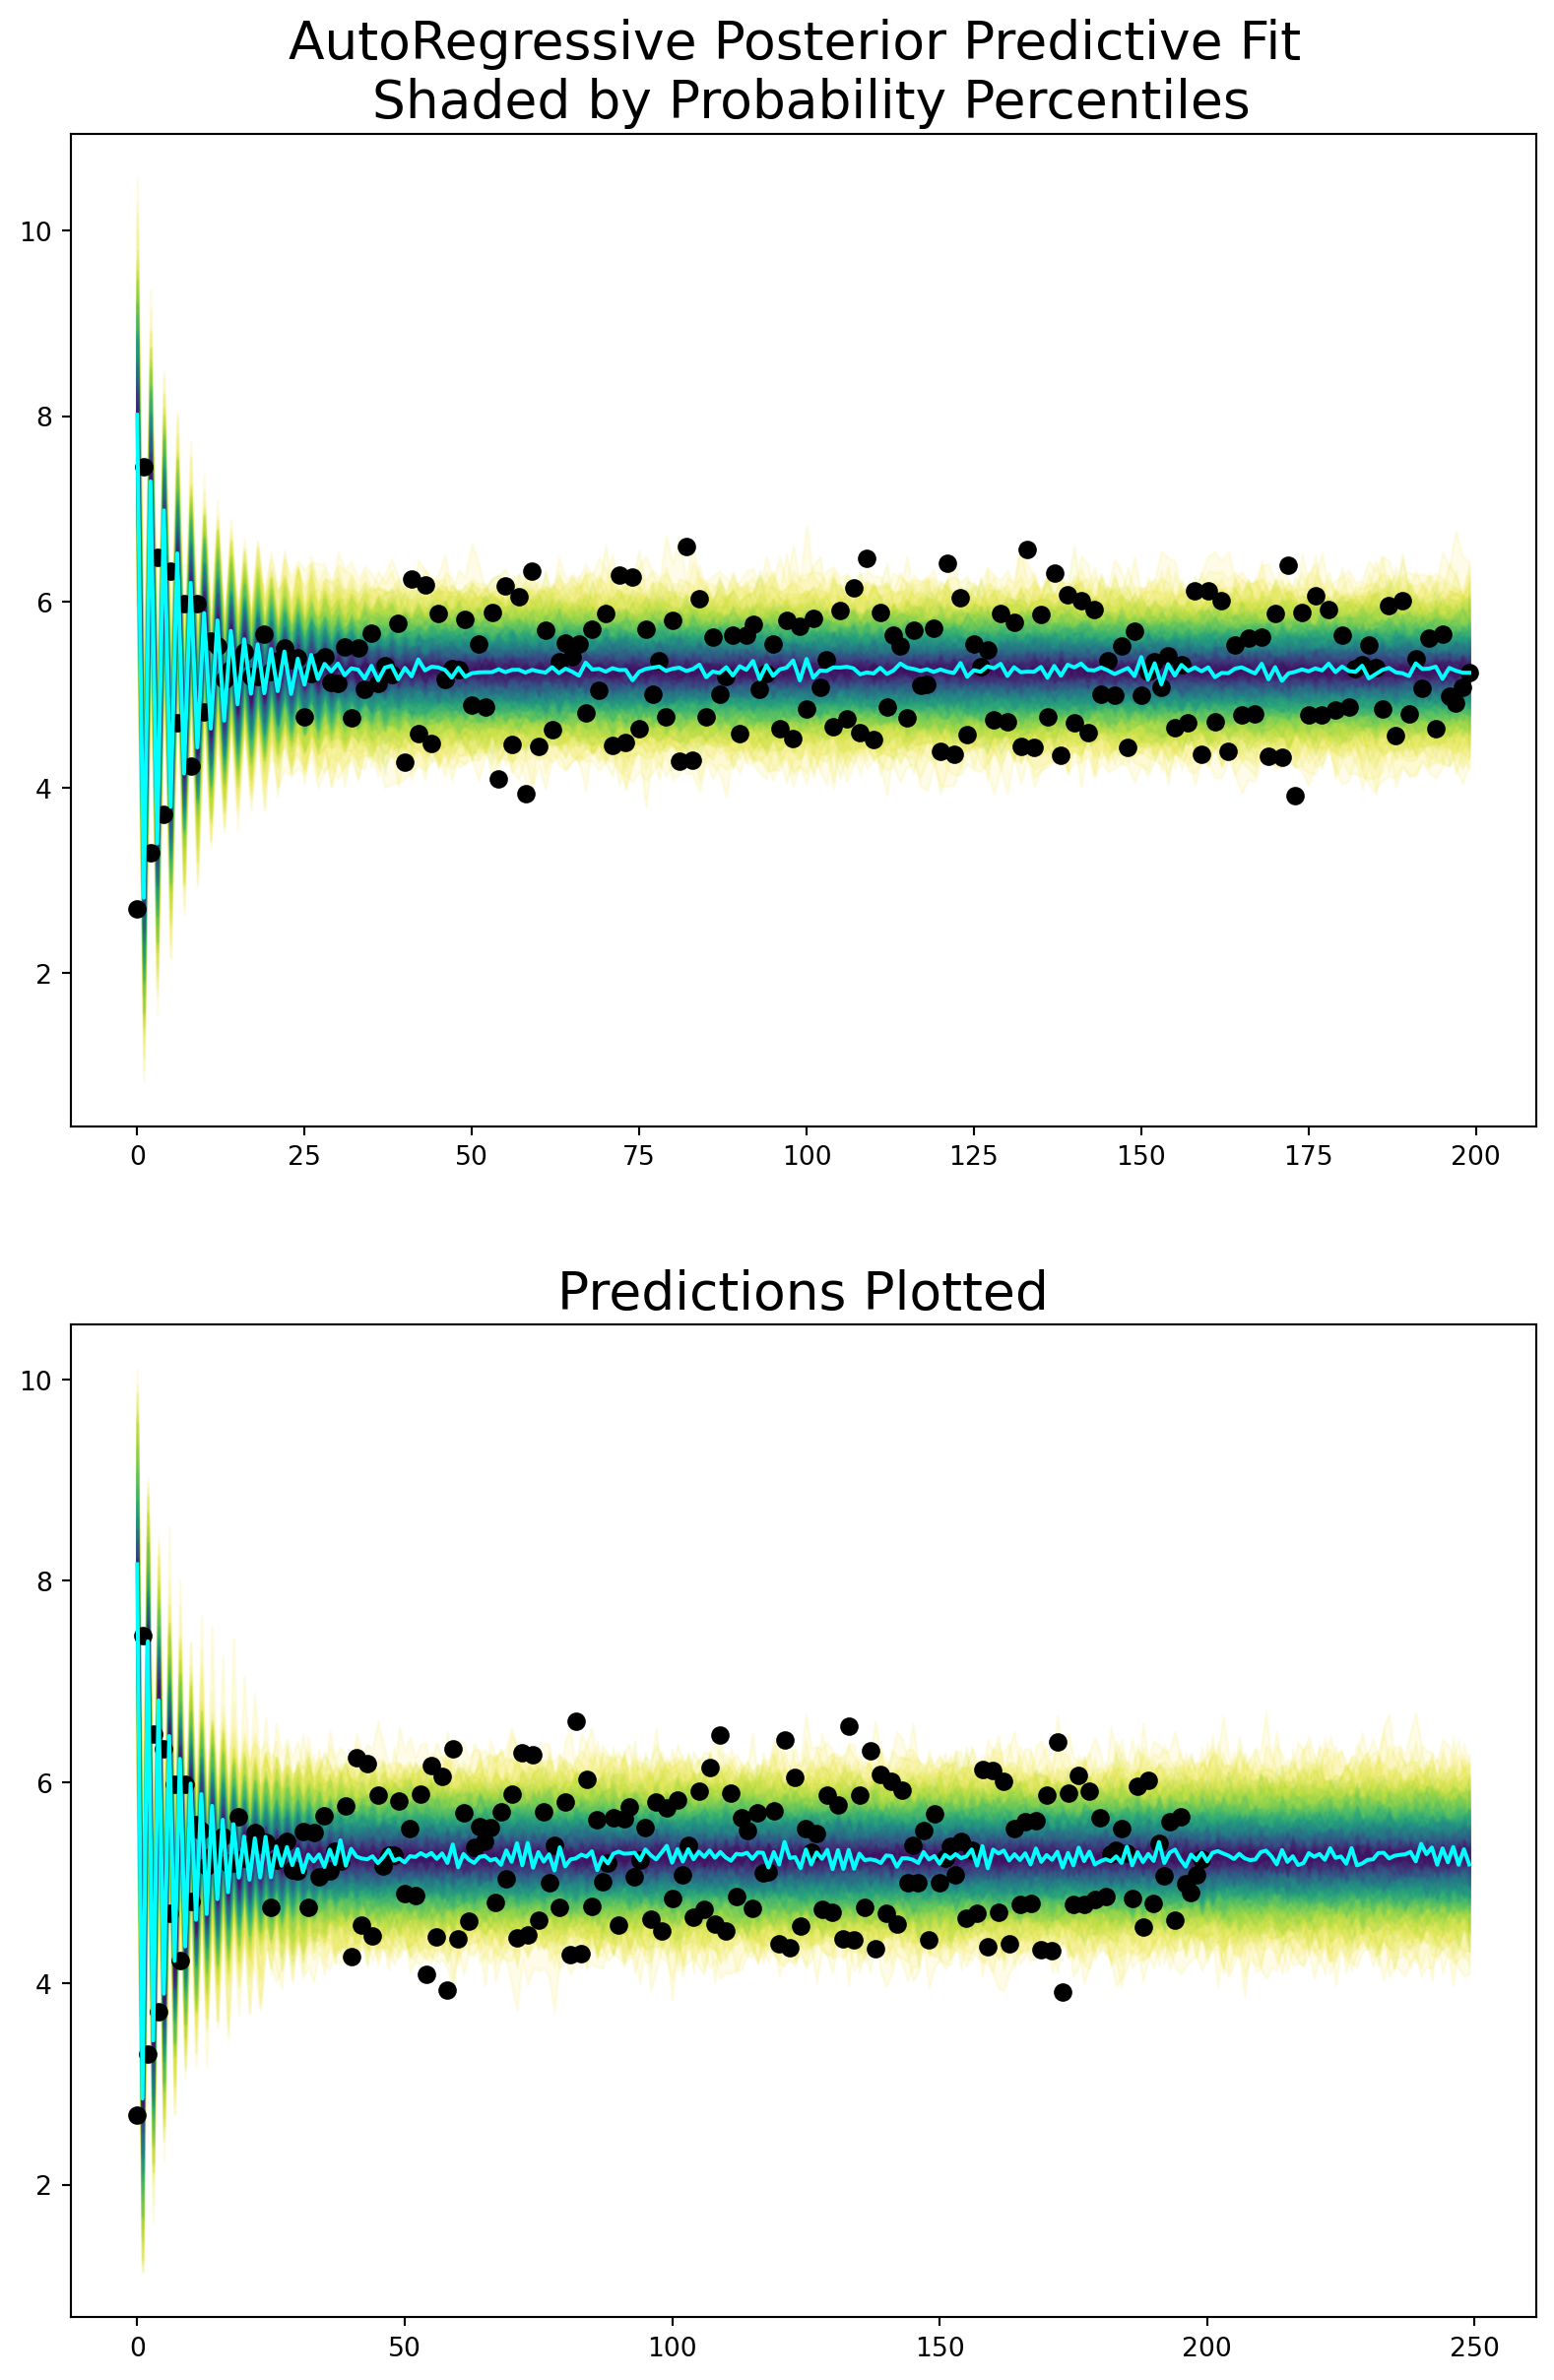 AutoRegressive Posterior Predictive Fit
Shaded by Probability Percentiles
10
8
6
4
2
0 25 50 75 100 125 150 175 200
Predictions Plotted
10
8
6
4
2
0 50 100 150 200 250